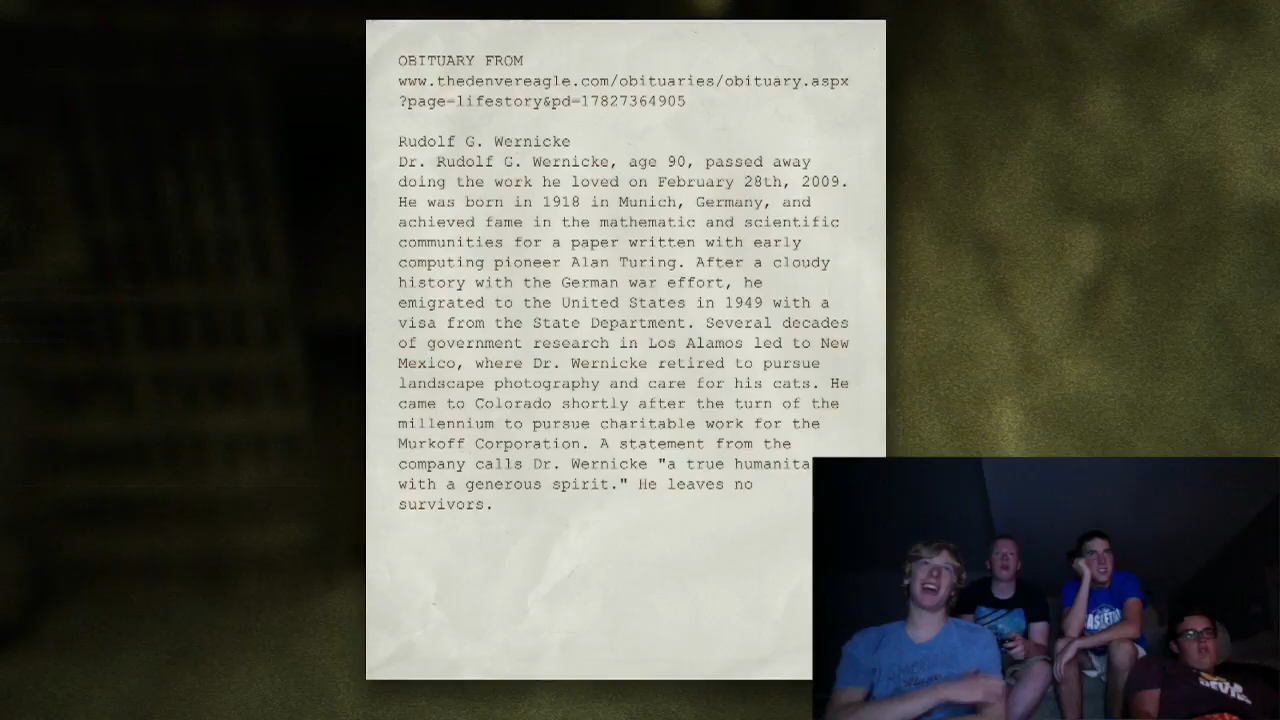 OBITUARY FROM
www.thedenvereagle.com/obituaries/obituary.aspx
?page=lifestory&pd=17827364905
Rudolf G. Wernicke
Dr. Rudolf G. Wernicke, age 90, passed away
doing the work he loved on February 28th, 2009.
He was born in 1918 in Munich, Germany, and
achieved fame in the mathematic and scientific
communities for a paper written with early
computing pioneer Alan Turing. After a cloudy
history with the German war effort, he
emigrated to the United States in 1949 with a
visa from the State Department. Several decades
of government research in Los Alamos led to New
Mexico, where Dr. Wernicke retired to pursue
landscape photography and care for his cats. He
came to Colorado shortly after the turn of the
millennium to pursue charitable work for the
Murkoff Corporation. A statement from the
company calls Dr. Wernicke "a true humanita
with a generous spirit." He leaves no
survivors.